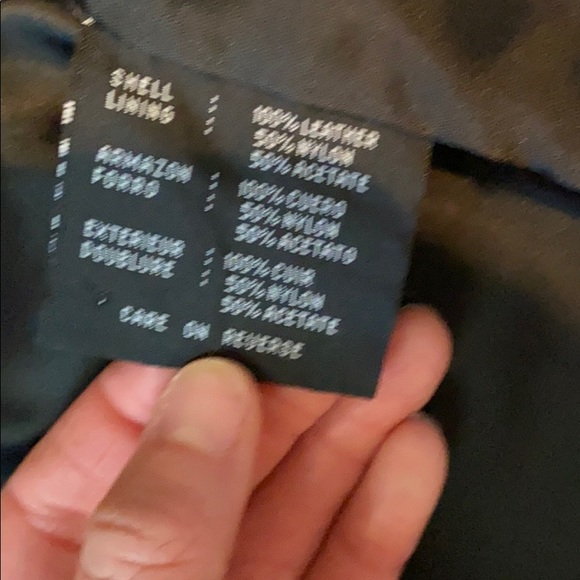 SHELL : 100% LEATHER
LINING : 50% NYLON
50% ACETATE
ARMAZON : 100% CUERO
FORRO : 50% NYLON
50% ACETATO
EXTERIEUR : 100% CUIR
DOUBLURE : 50% NYLON
50% ACETATE
CARE ON REVERSE